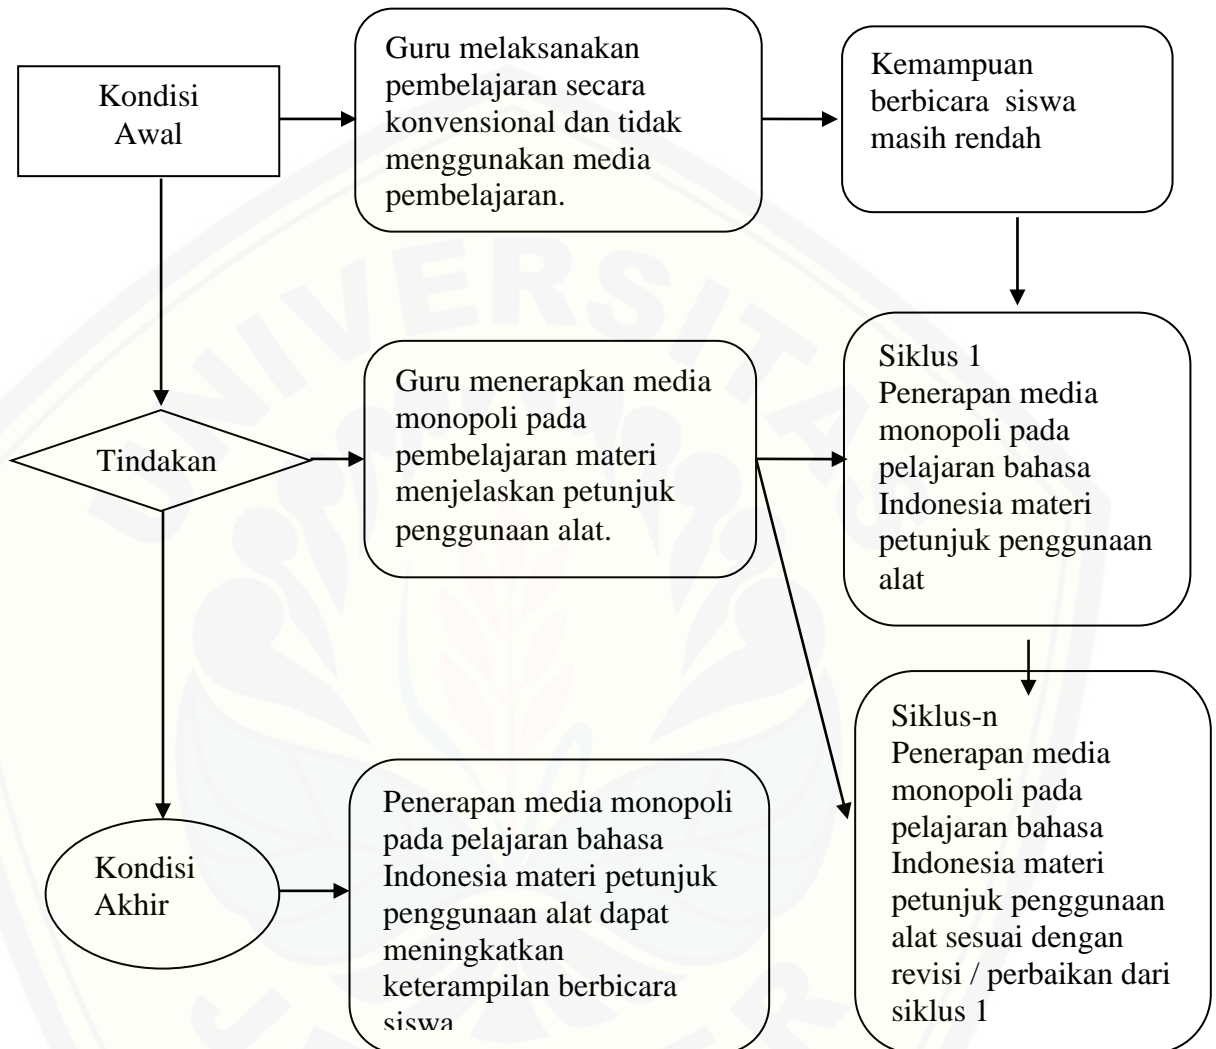 Kondisi
Awal
Guru melaksanakan
pembelajaran secara
konvensional dan tidak
menggunakan media
pembelajaran.
Kemampuan
berbicara siswa
masih rendah
Tindakan
Guru menerapkan media
monopoli pada
pembelajaran materi
menjelaskan petunjuk
penggunaan alat.
Siklus 1
Penerapan media
monopoli pada
pelajaran bahasa
Indonesia materi
petunjuk penggunaan
alat
Siklus-n
Penerapan media
monopoli pada
pelajaran bahasa
Indonesia materi
petunjuk penggunaan
alat sesuai dengan
revisi / perbaikan dari
siklus 1
Kondisi
Akhir
Penerapan media monopoli
pada pelajaran bahasa
Indonesia materi petunjuk
penggunaan alat dapat
meningkatkan
keterampilan berbicara
siswa
UNIVERSITAS